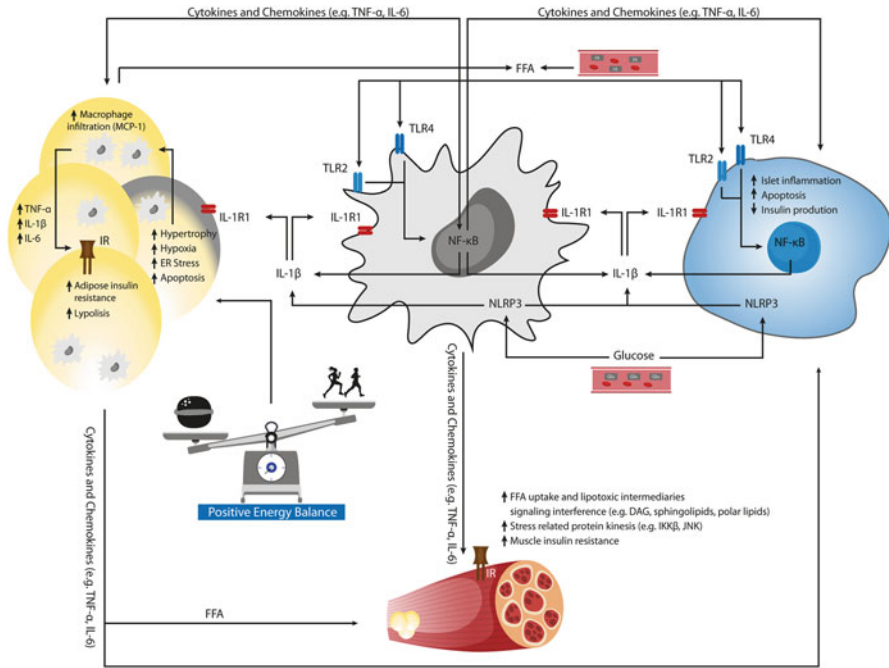 Cytokines and Chemokines (e.g. TNF-α, IL-6)
Cytokines and Chemokines (e.g. TNF-α, IL-6)
FFA
Macrophage
infiltration (MCP-1)
TNF-α
IL-1β
IL-6
IR
Hypertrophy
Hypoxia
ER Stress
Apoptosis
Adipose insulin
resistance
Lypolisis
IL-1R1
TLR2
TLR4
IL-1R1
NF-κB
IL-1R1
IL-1β
NLRP3
IL-1β
IL-1R1
TLR2
TLR4
Islet inflammation
Apoptosis
Insulin prodution
NF-κB
NLRP3
Glucose
Positive Energy Balance
Cytokines and Chemokines (e.g. TNF-α, IL-6)
Cytokines and Chemokines (e.g. TNF-α, IL-6)
FFA uptake and lipotoxic intermediaries
signaling interference (e.g. DAG, sphingolipids, polar lipids)
Stress related protein kinesis (e.g. IKKβ, JNK)
Muscle insulin resistance
IR
FFA